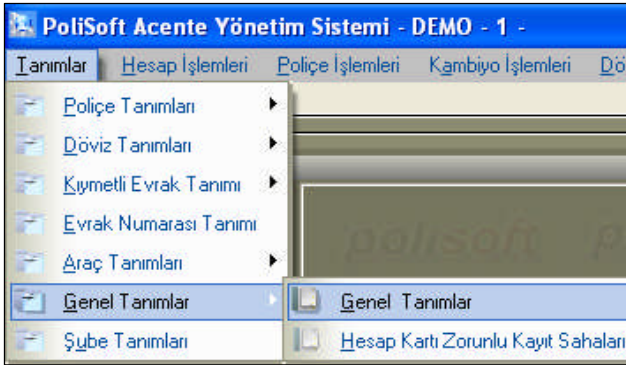 PoliSoft Acente Yönetim Sistemi - DEMO - 1 -
Tanımlar Hesap İşlemleri Poliçe İşlemleri Kambiyo İşlemleri Dö
Poliçe Tanımları
Döviz Tanımları
Kıymetli Evrak Tanımı
Evrak Numarası Tanımı
Araç Tanımları
Genel Tanımlar
Şube Tanımları
polisoft p
Genel Tanımlar
Hesap Kartı Zorunlu Kayıt Sahaları